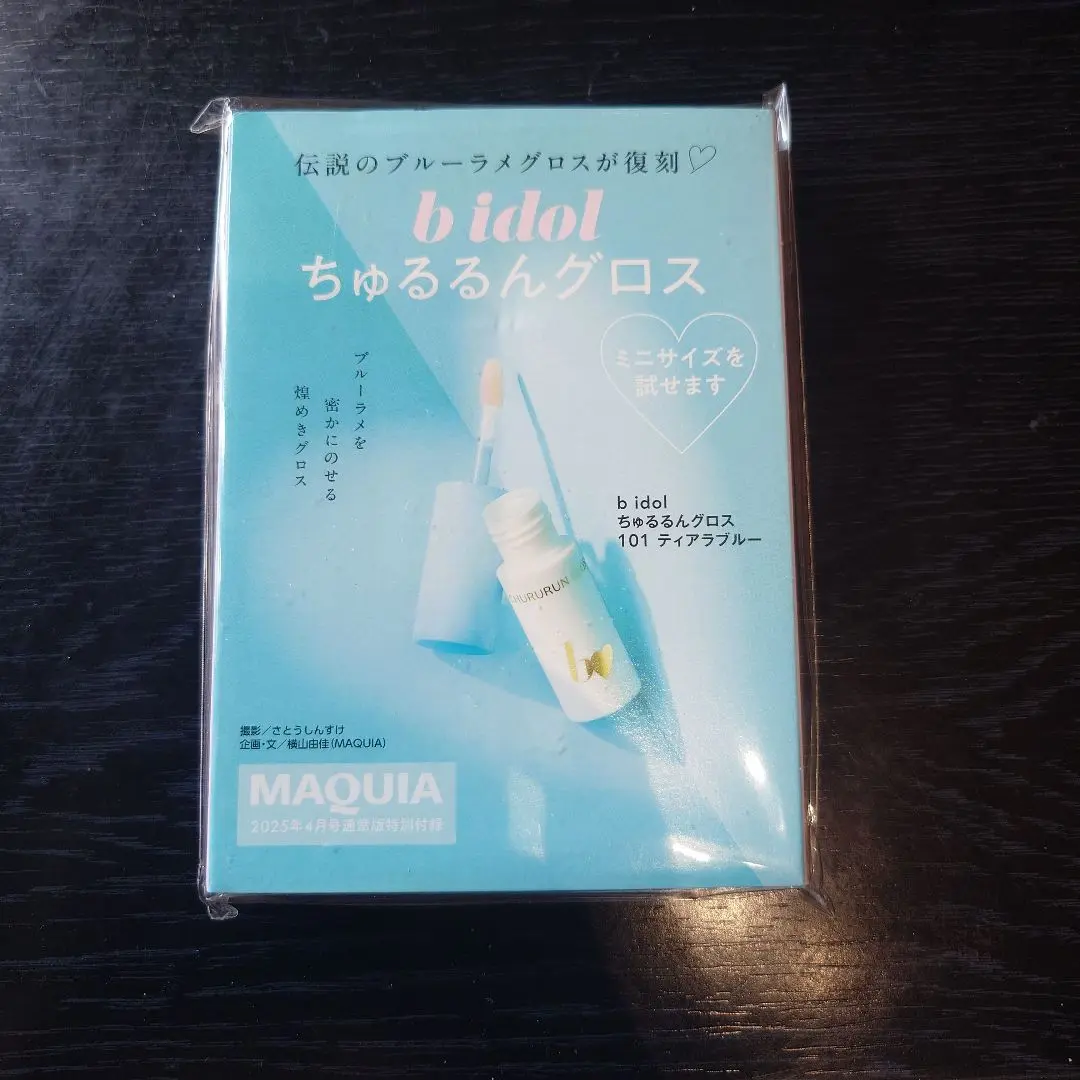 伝説のブルーラメグロスが復刻♡
b idol
ちゅるるんグロス
ミニサイズを
試せます
ブルーラメを
密かにのせる
煌めきグロス
b idol
ちゅるるんグロス
101 ティアラブルー
CHURURUN
b
撮影/さとうしんすけ
企画・文/横山由佳(MAQUIA)
MAQUIA
2025年4月号通常版特別付録